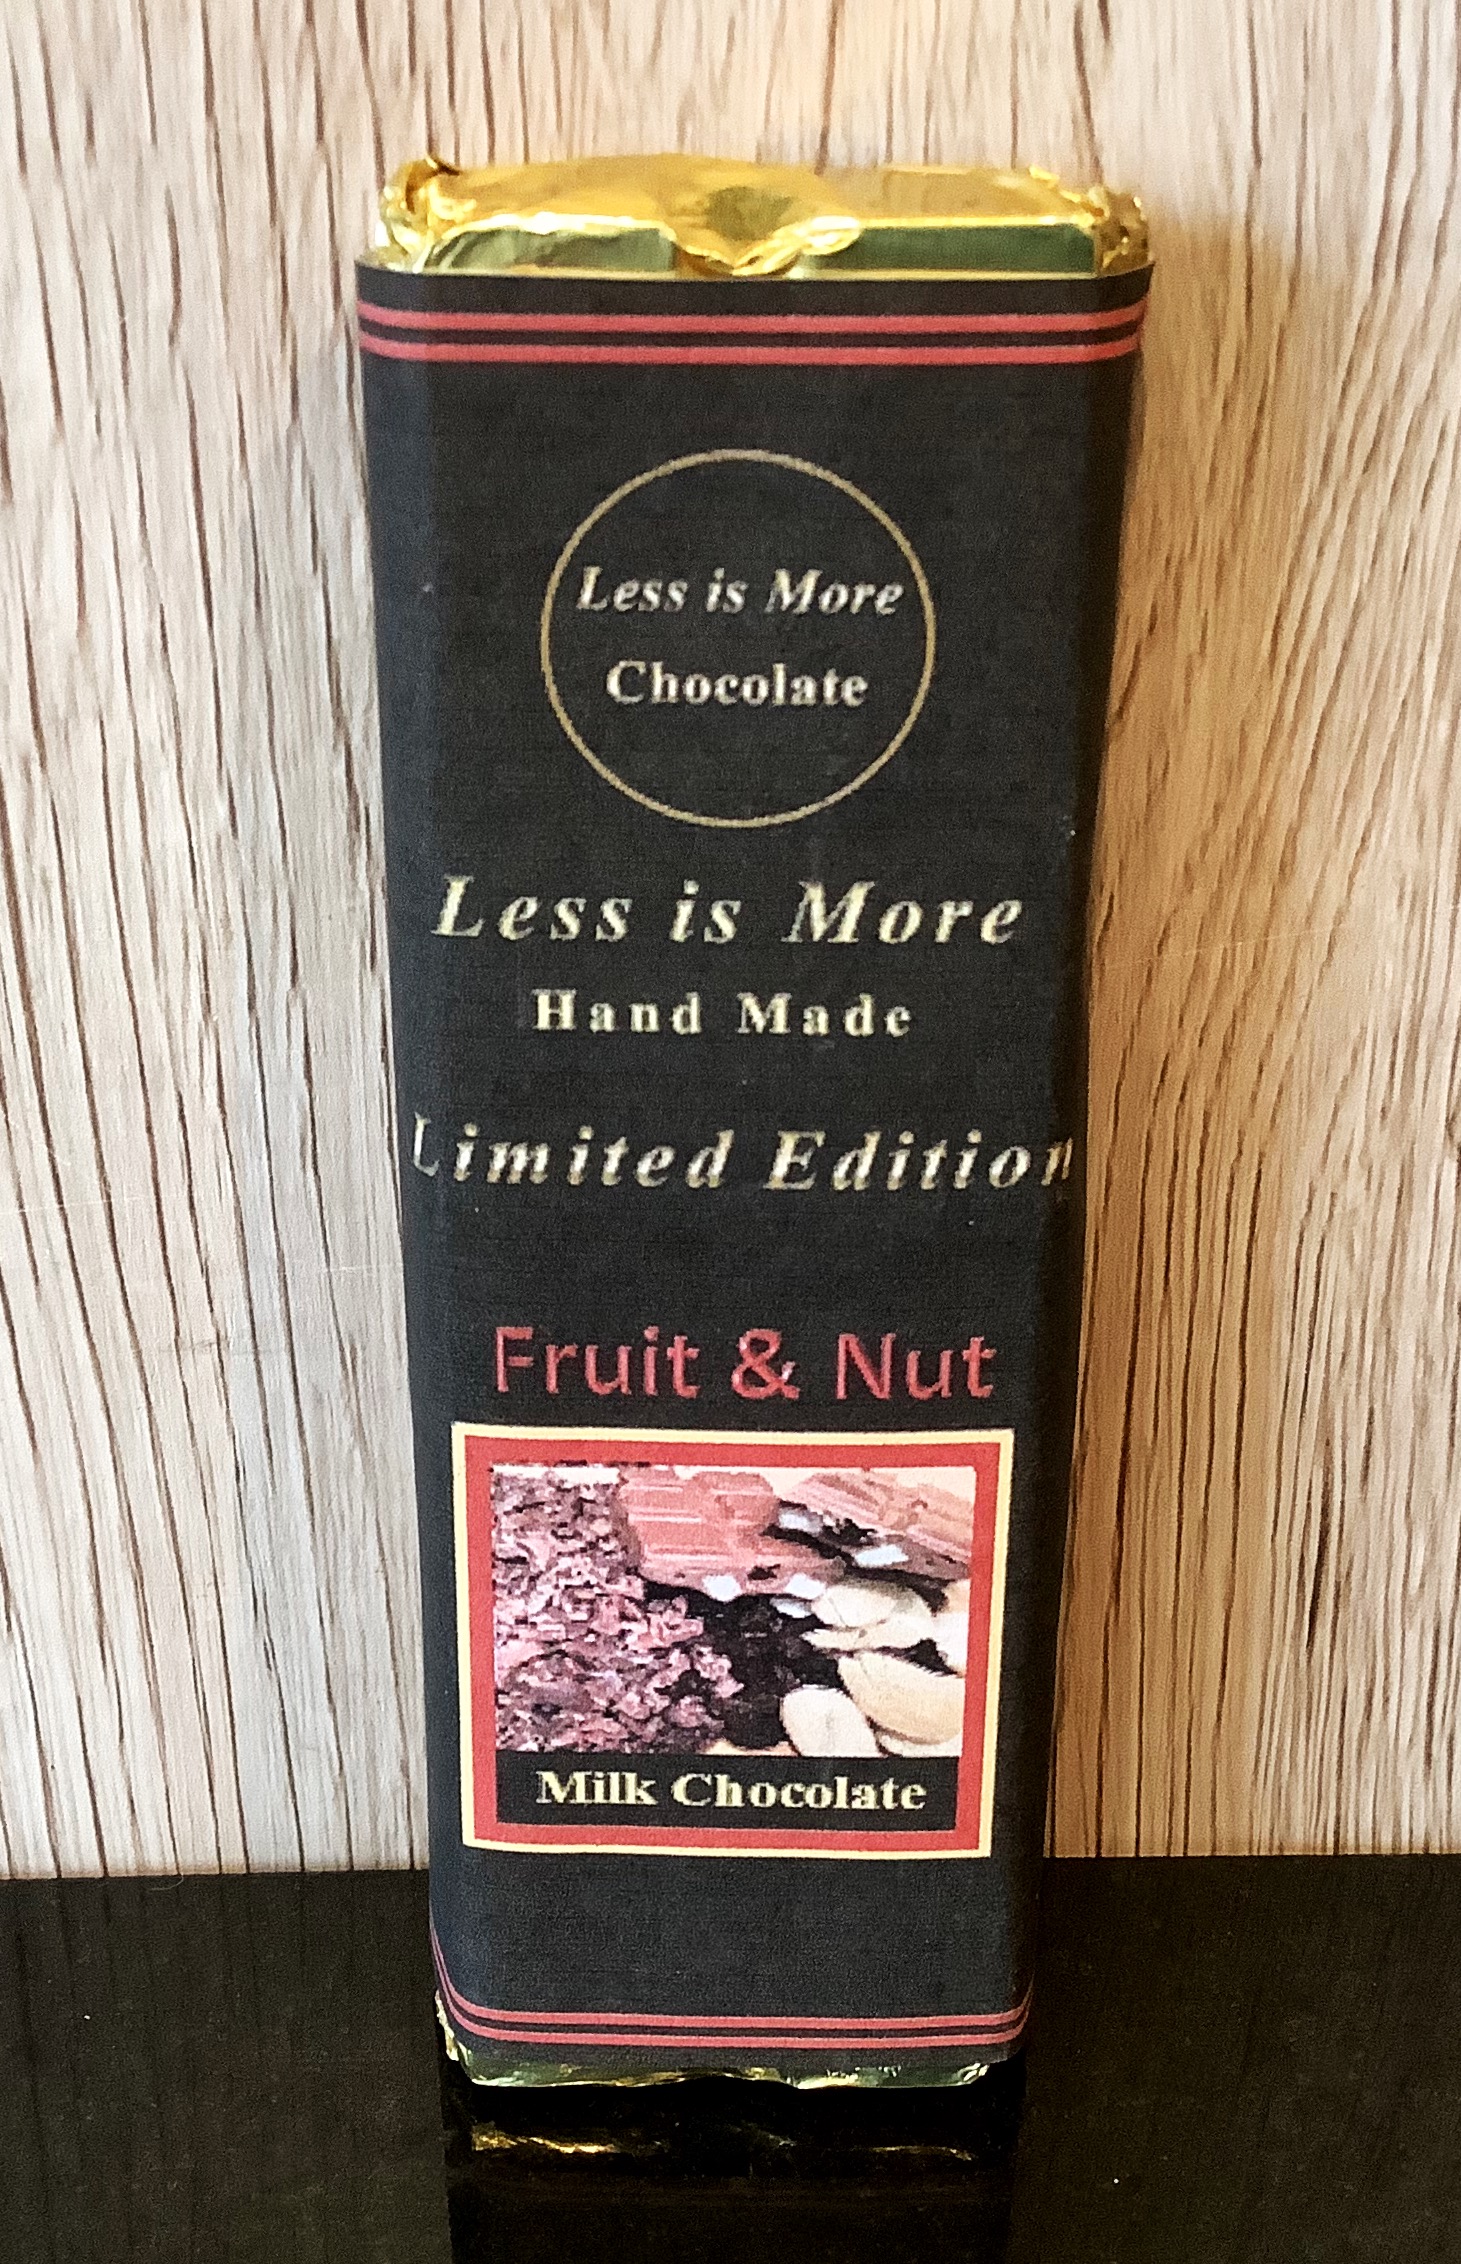 Less is More
Chocolate
Less is More
Hand Made
Limited Edition
Fruit & Nut
Milk Chocolate